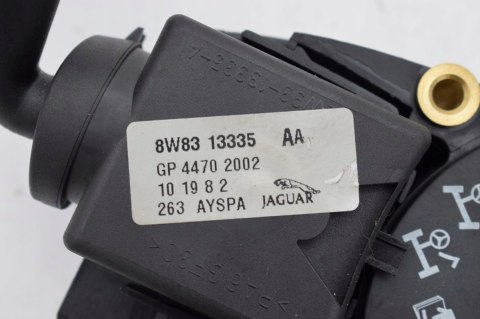 8W83 13335 AA
GP 4470 2002
10 19 8 2
263 AYSPA JAGUAR